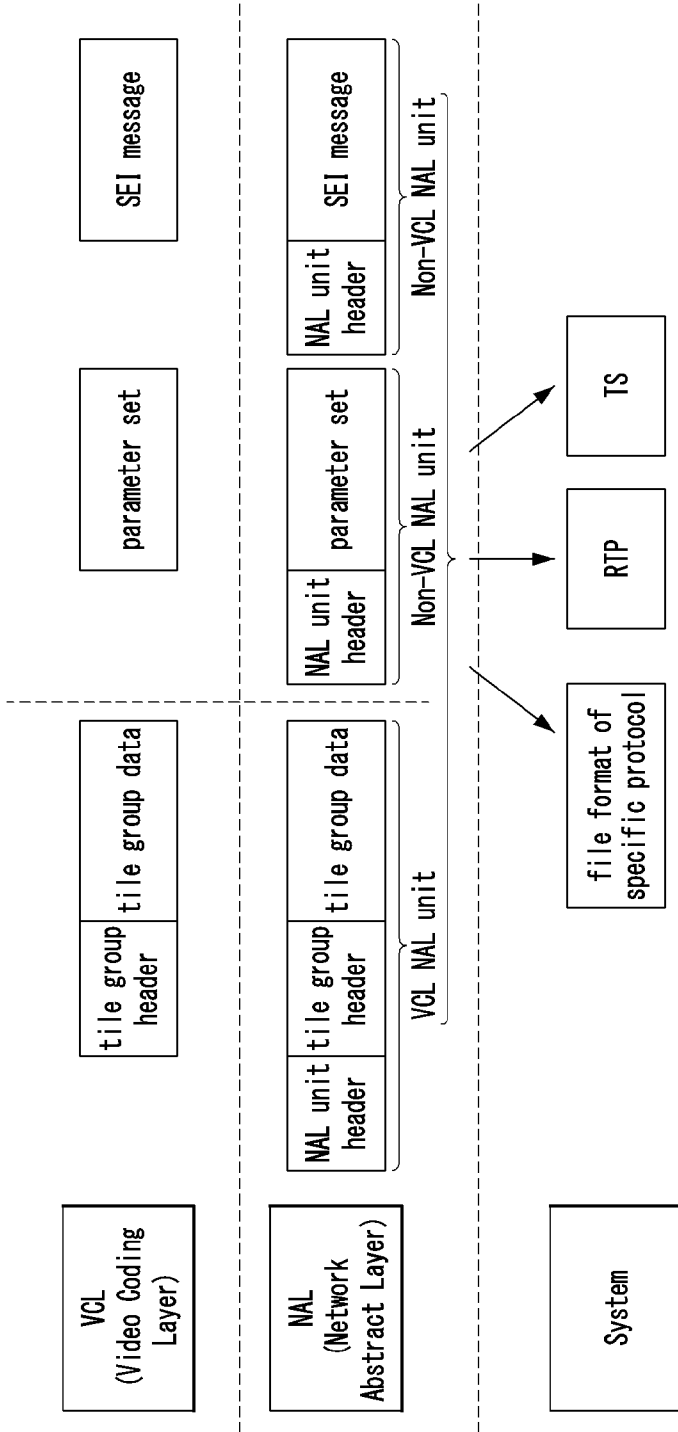 VCL
(Video Coding
Layer)
tile group
header
tile group data
parameter set
SEI message
NAL
(Network
Abstract Layer)
NAL unit
header
tile group
header
tile group data
NAL unit
header
parameter set
NAL unit
header
SEI message
VCL NAL unit
Non-VCL NAL unit
Non-VCL NAL unit
System
file format of
specific protocol
RTP
TS